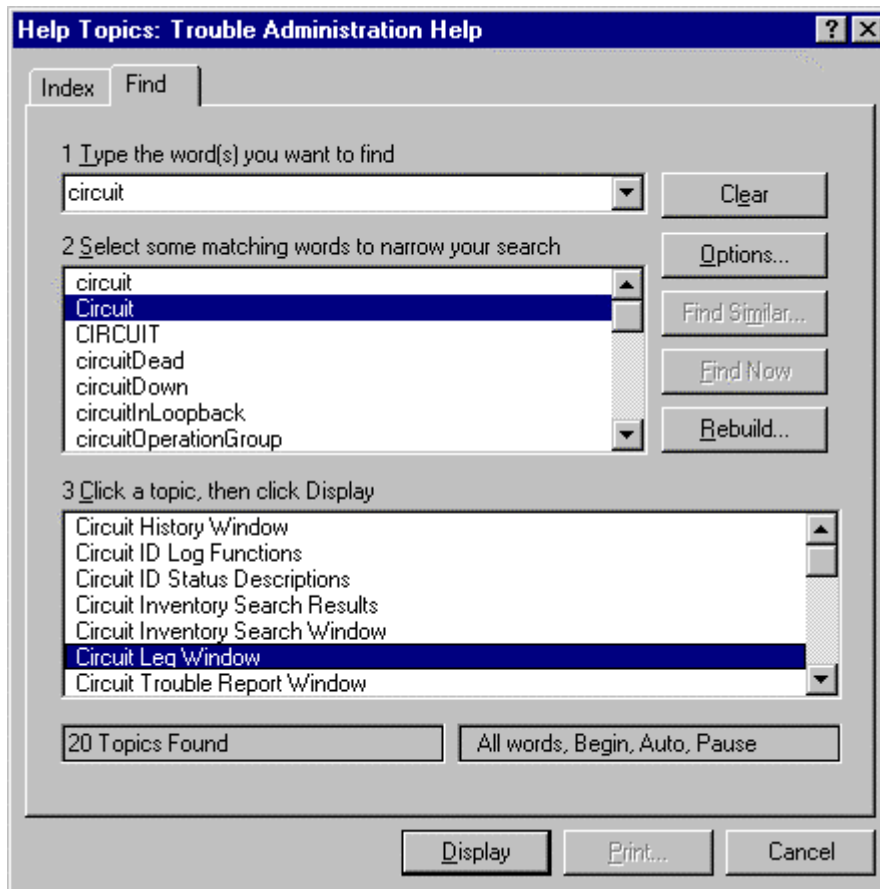 Help Topics: Trouble Administration Help
Index Find
1 Type the word(s) you want to find
circuit
Clear
2 Select some matching words to narrow your search
Options...
circuit
Circuit
CIRCUIT
circuitDead
circuitDown
circuitInLoopback
circuitOperationGroup
Find Similar...
Find Now
Rebuild...
3 Click a topic, then click Display
Circuit History Window
Circuit ID Log Functions
Circuit ID Status Descriptions
Circuit Inventory Search Results
Circuit Inventory Search Window
Circuit Leg Window
Circuit Trouble Report Window
20 Topics Found
All words, Begin, Auto, Pause
Display Print... Cancel